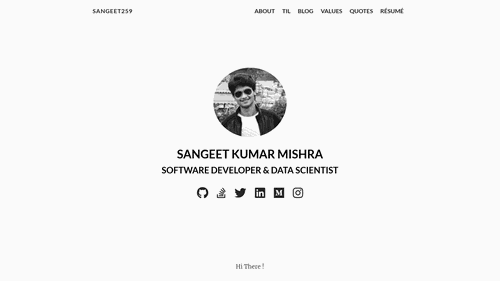 SANGEET259
ABOUT TIL BLOG VALUES QUOTES RÉSUMÉ
SANGEET KUMAR MISHRA
SOFTWARE DEVELOPER & DATA SCIENTIST
Hi There !